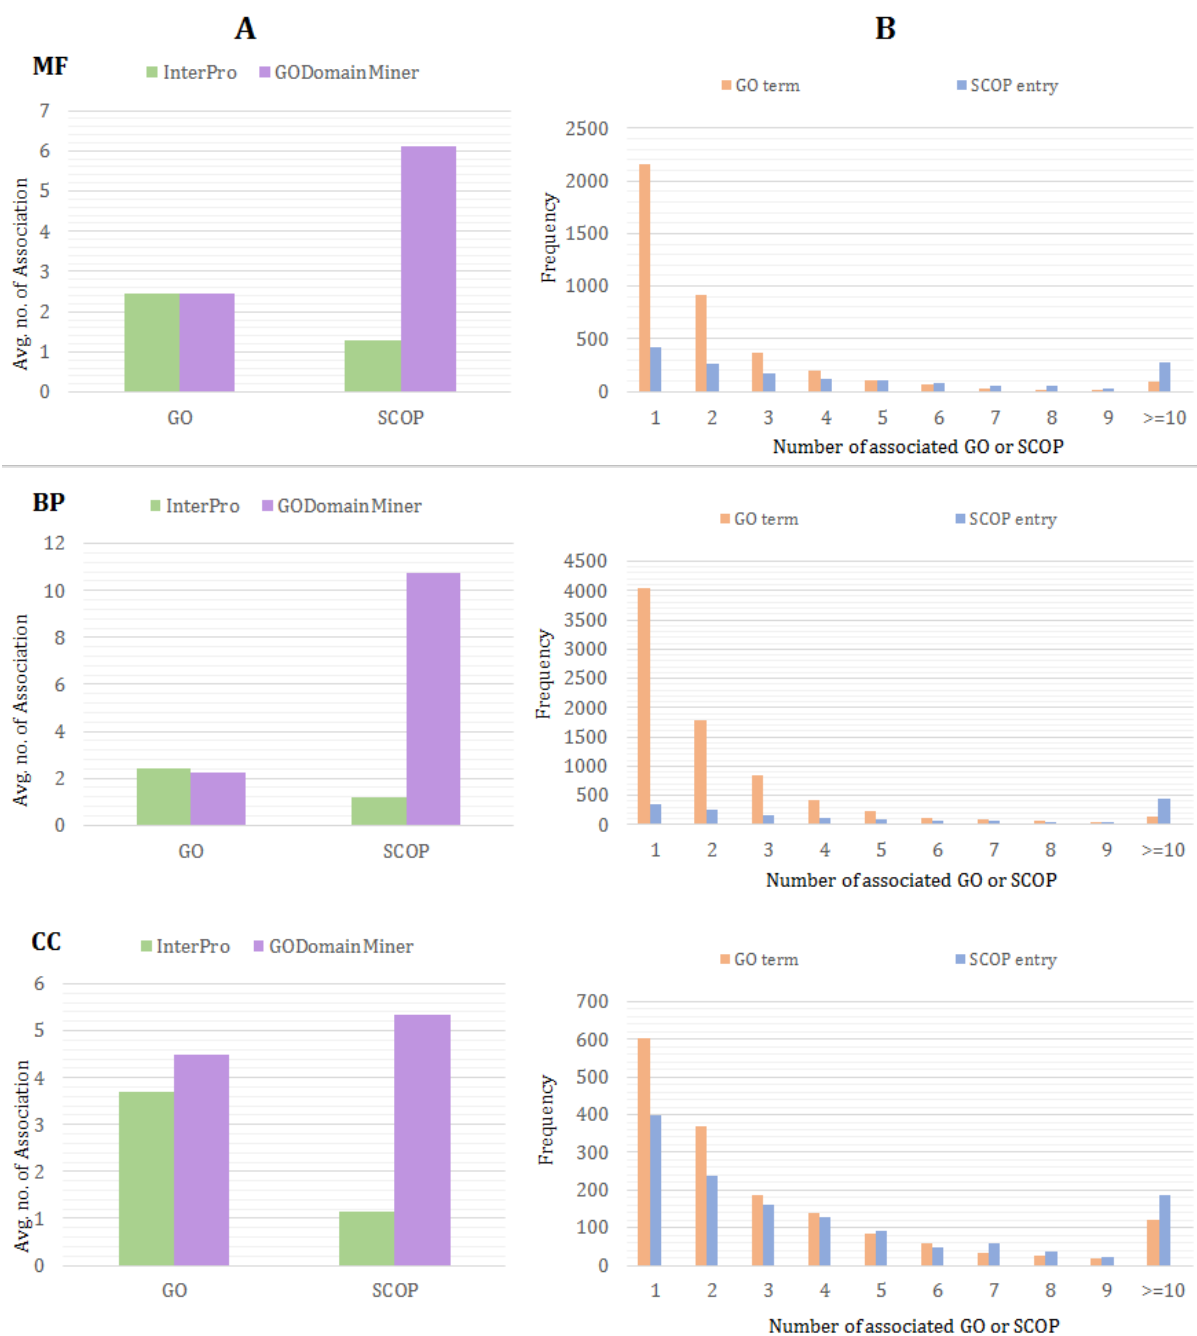 A
B
MF
InterPro GODomainMiner
7
6
5
4
3
2
1
0
Avg. no. of Association
GO SCOP
GO term SCOP entry
2500
2000
1500
1000
500
0
Frequency
1 2 3 4 5 6 7 8 9 >=10
Number of associated GO or SCOP
BP
InterPro GODomainMiner
12
10
8
6
4
2
0
Avg. no. of Association
GO SCOP
GO term SCOP entry
4500
4000
3500
3000
2500
2000
1500
1000
500
0
Frequency
1 2 3 4 5 6 7 8 9 >=10
Number of associated GO or SCOP
CC
InterPro GODomainMiner
6
5
4
3
2
1
0
Avg. no. of Association
GO SCOP
GO term SCOP entry
700
600
500
400
300
200
100
0
Frequency
1 2 3 4 5 6 7 8 9 >=10
Number of associated GO or SCOP